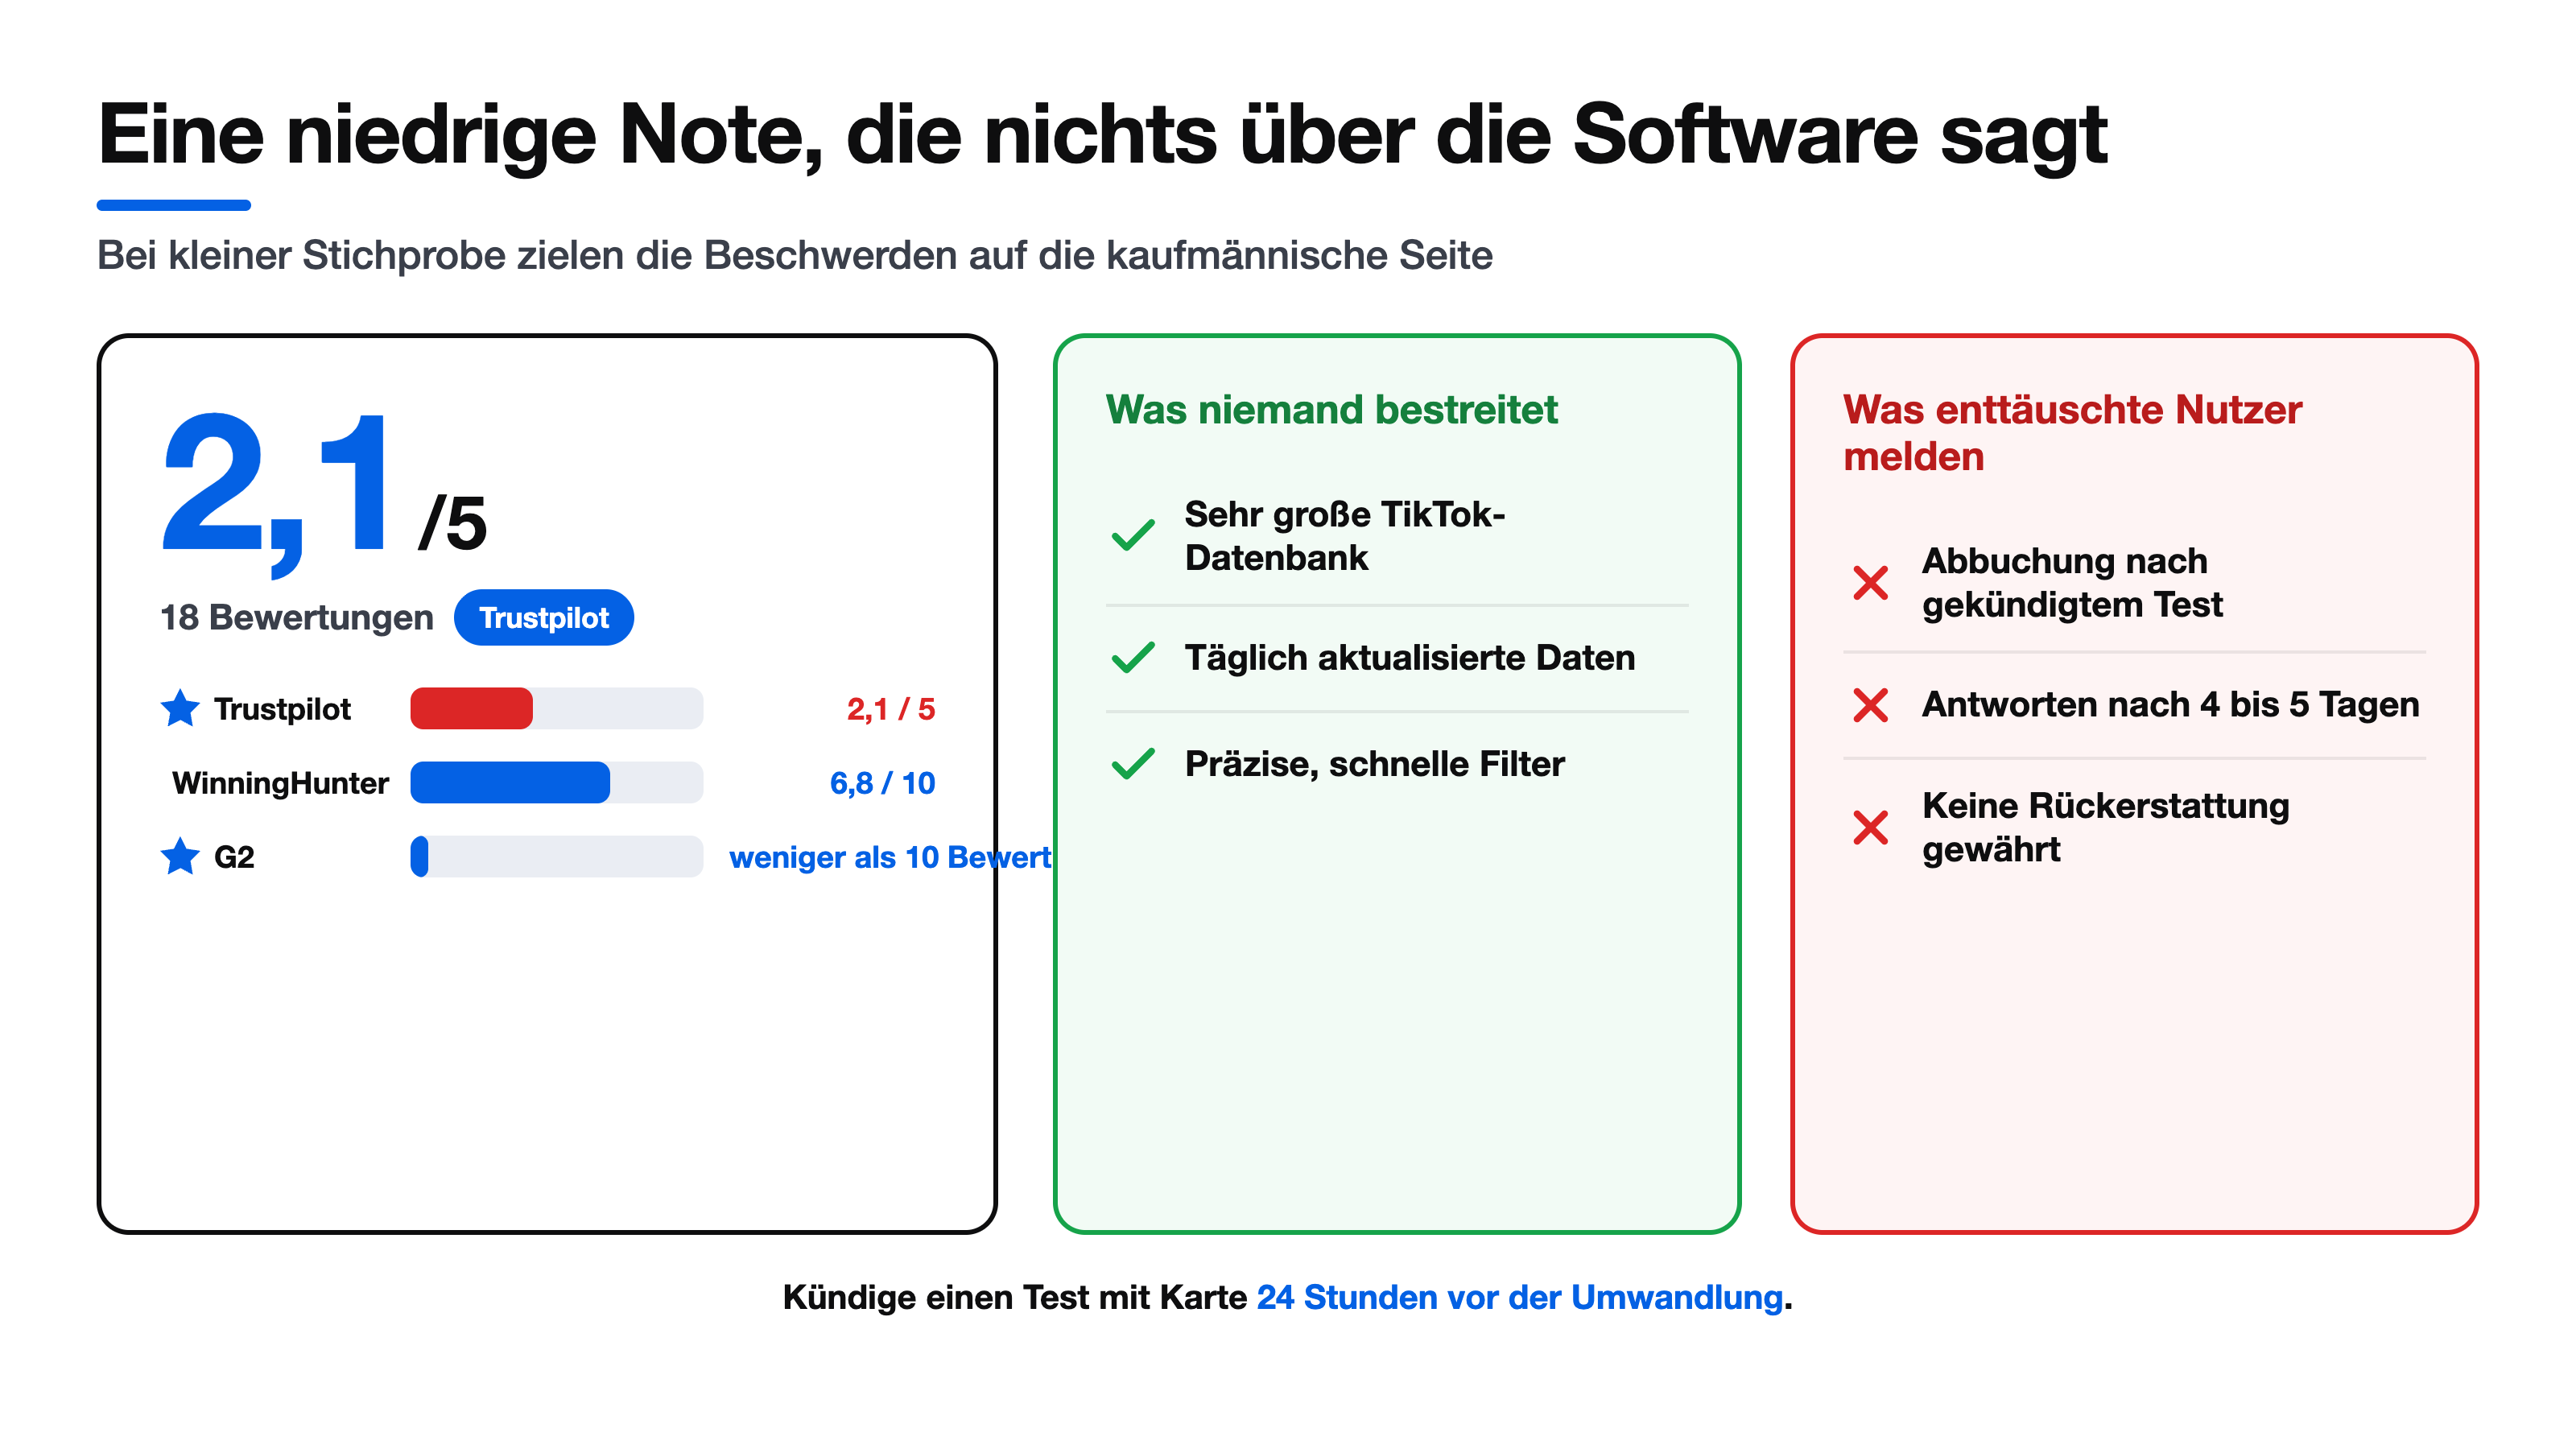 Eine niedrige Note, die nichts über die Software sagt
Bei kleiner Stichprobe zielen die Beschwerden auf die kaufmännische Seite
2,1 /5
18 Bewertungen Trustpilot
Trustpilot 2,1 / 5
WinningHunter 6,8 / 10
G2 weniger als 10 Bewert
Was niemand bestreitet
Sehr große TikTok-
Datenbank
Täglich aktualisierte Daten
Präzise, schnelle Filter
Was enttäuschte Nutzer
melden
Abbuchung nach
gekündigtem Test
Antworten nach 4 bis 5 Tagen
Keine Rückerstattung
gewährt
Kündige einen Test mit Karte 24 Stunden vor der Umwandlung.